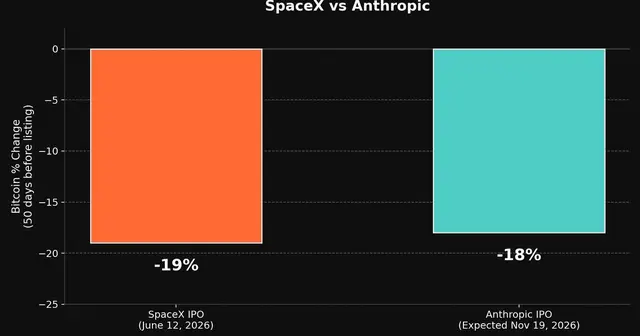 SpaceX vs Anthropic
0
−5
−10
−15
−20
−25
Bitcoin % Change
(50 days before listing)
-19%
-18%
SpaceX IPO
(June 12, 2026)
Anthropic IPO
(Expected Nov 19, 2026)